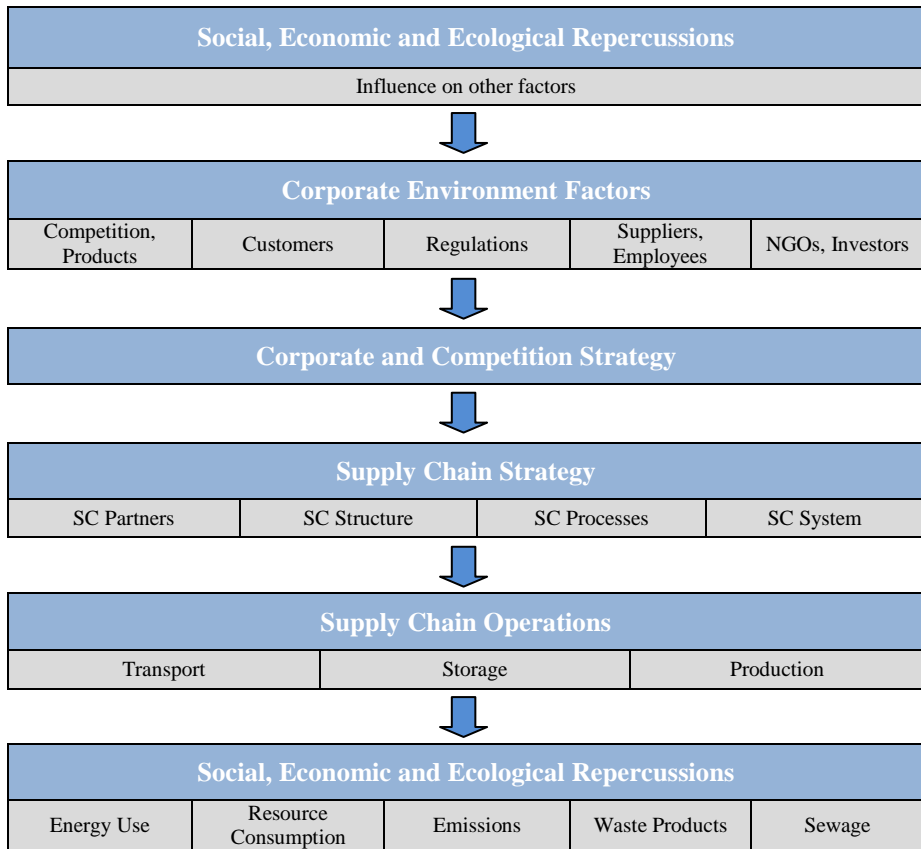 Social, Economic and Ecological Repercussions
Influence on other factors
Corporate Environment Factors
Competition,
Products
Customers
Regulations
Suppliers,
Employees
NGOs, Investors
Corporate and Competition Strategy
Supply Chain Strategy
SC Partners
SC Structure
SC Processes
SC System
Supply Chain Operations
Transport
Storage
Production
Social, Economic and Ecological Repercussions
Energy Use
Resource
Consumption
Emissions
Waste Products
Sewage